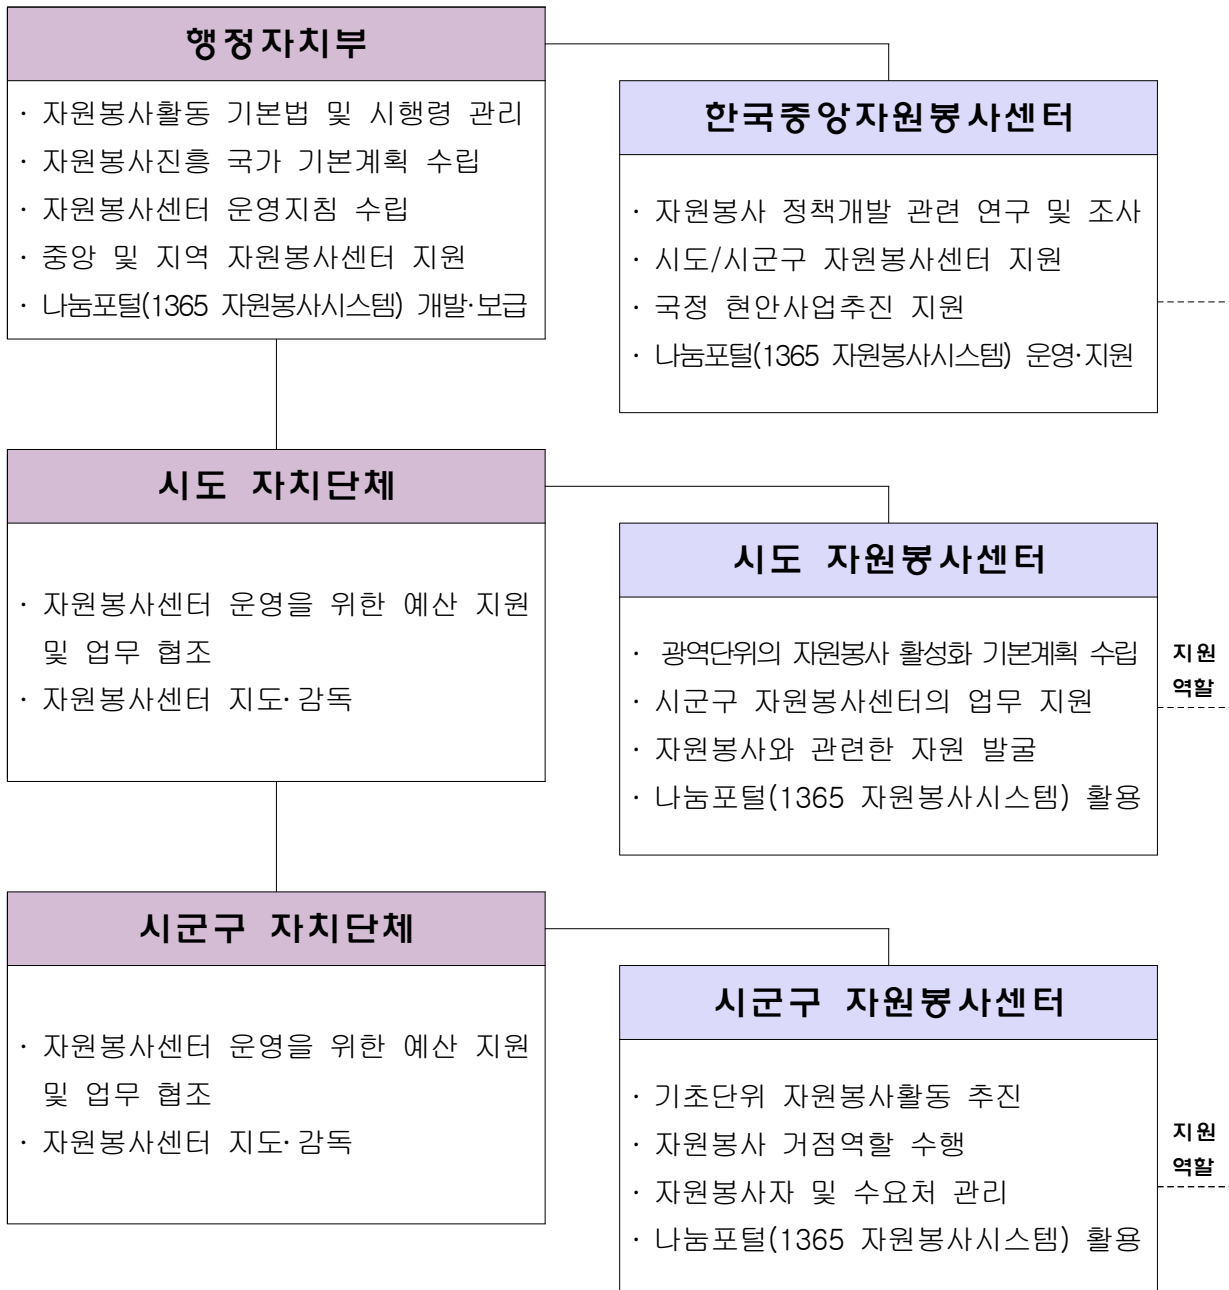 행정자치부
· 자원봉사활동 기본법 및 시행령 관리
· 자원봉사진흥 국가 기본계획 수립
· 자원봉사센터 운영지침 수립
· 중앙 및 지역 자원봉사센터 지원
· 나눔포털(1365 자원봉사시스템) 개발·보급
한국중앙자원봉사센터
· 자원봉사 정책개발 관련 연구 및 조사
· 시도/시군구 자원봉사센터 지원
· 국정 현안사업추진 지원
· 나눔포털(1365 자원봉사시스템) 운영·지원
시도 자치단체
· 자원봉사센터 운영을 위한 예산 지원
및 업무 협조
· 자원봉사센터 지도·감독
시도 자원봉사센터
· 광역단위의 자원봉사 활성화 기본계획 수립
· 시군구 자원봉사센터의 업무 지원
· 자원봉사와 관련한 자원 발굴
· 나눔포털(1365 자원봉사시스템) 활용
지원
역할
시군구 자치단체
· 자원봉사센터 운영을 위한 예산 지원
및 업무 협조
· 자원봉사센터 지도·감독
시군구 자원봉사센터
· 기초단위 자원봉사활동 추진
· 자원봉사 거점역할 수행
· 자원봉사자 및 수요처 관리
· 나눔포털(1365 자원봉사시스템) 활용
지원
역할